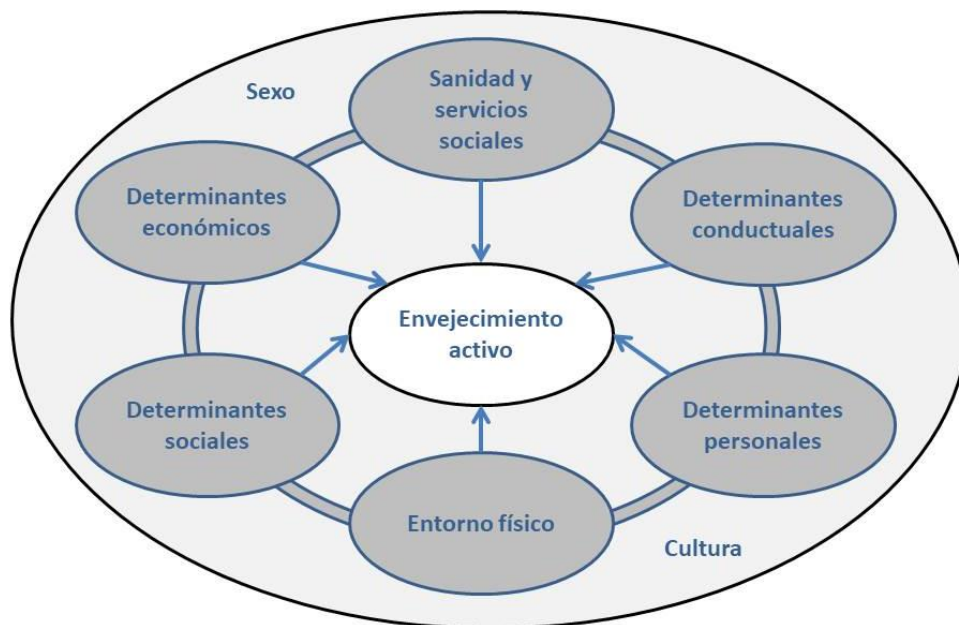 Sexo
Sanidad y
servicios
sociales
Determinantes
económicos
Determinantes
conductuales
Envejecimiento
activo
Determinantes
sociales
Determinantes
personales
Entorno físico
Cultura